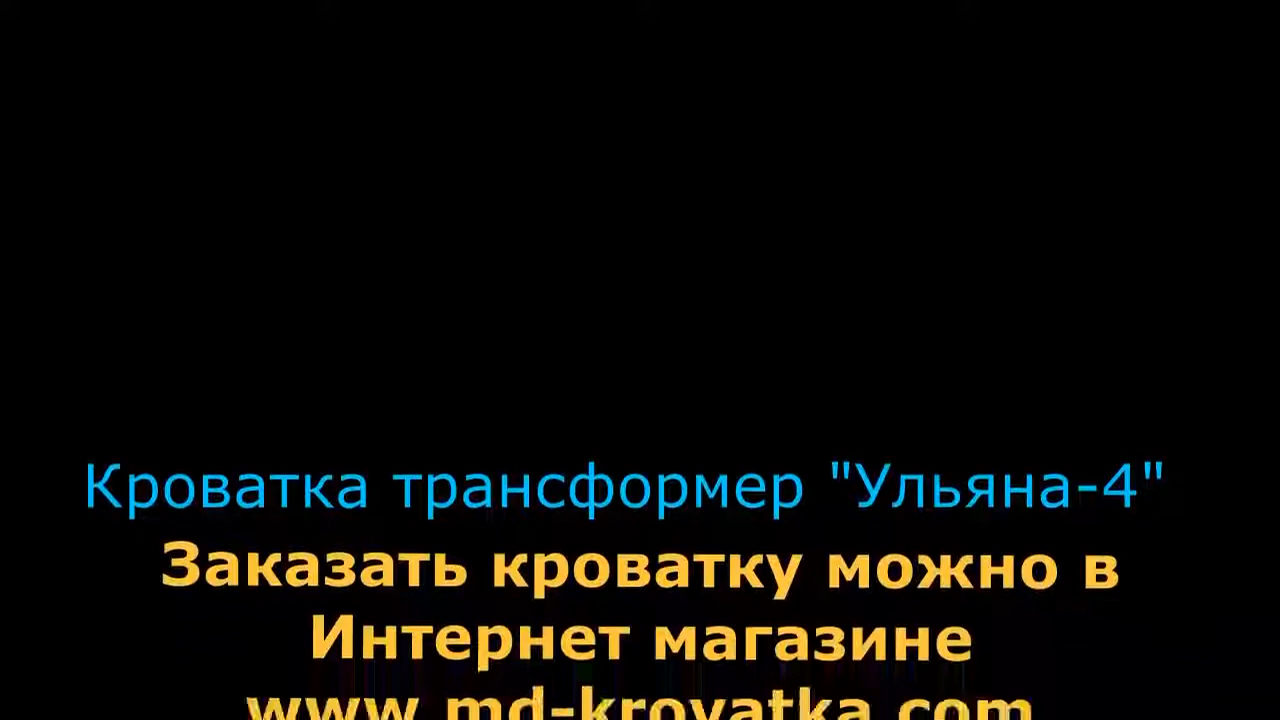 Кроватка трансформер "Ульяна-4"
Заказать кроватку можно в
Интернет магазине
www.md-krovatka.com